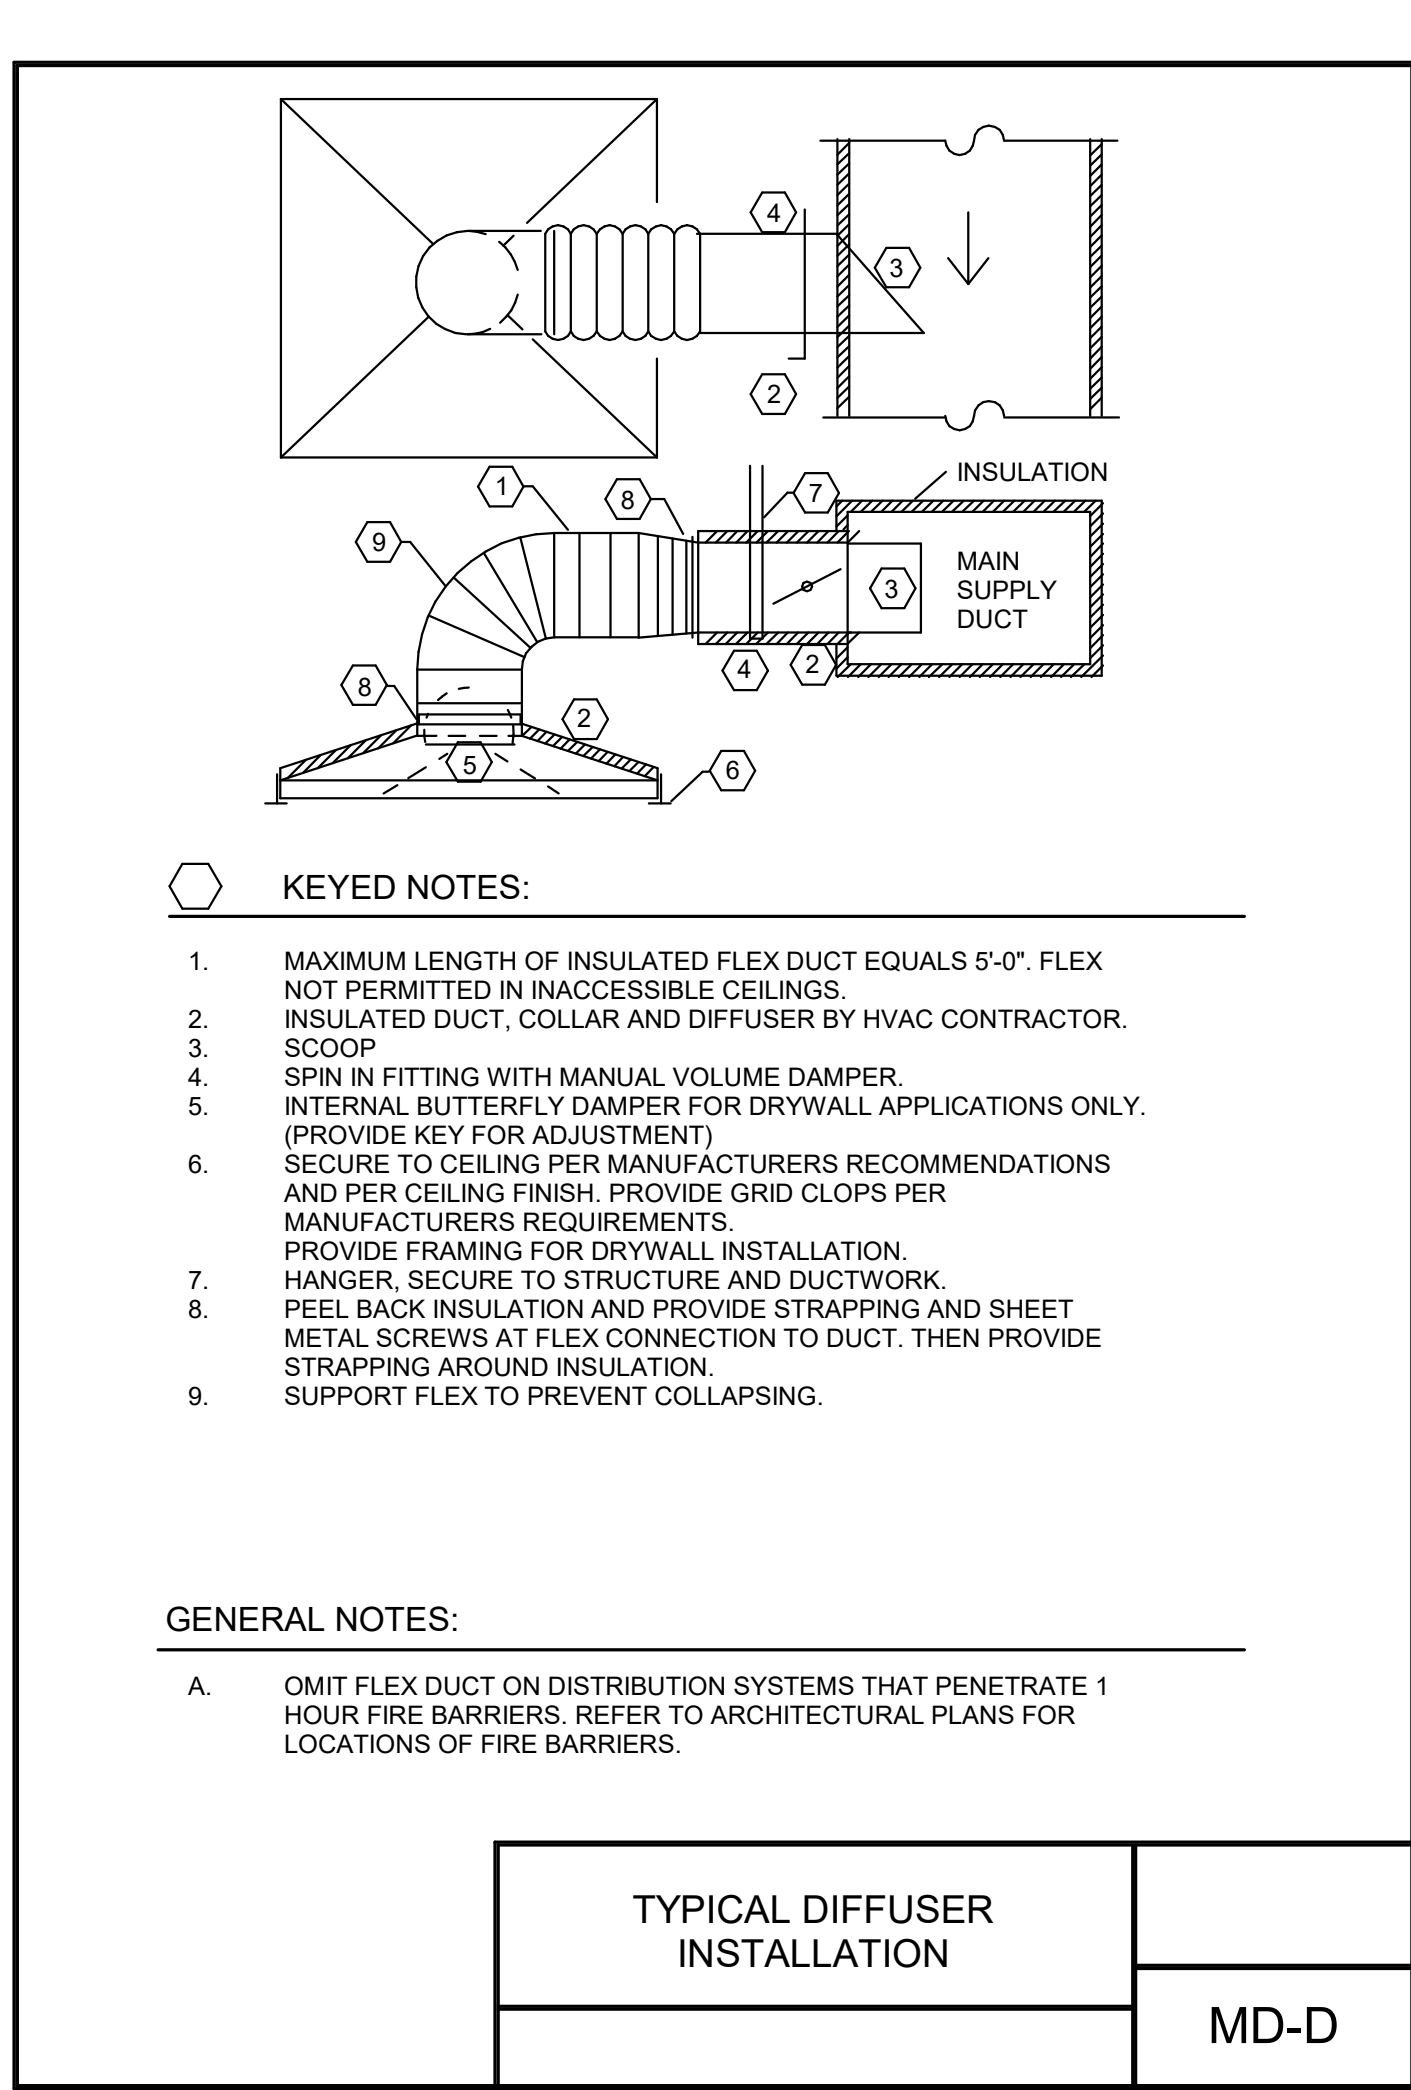 4
3
2
INSULATION
1
8
7
9
MAIN
SUPPLY
DUCT
3
4
2
8
2
5
6
KEYED NOTES:
1. MAXIMUM LENGTH OF INSULATED FLEX DUCT EQUALS 5'-0". FLEX
NOT PERMITTED IN INACCESSIBLE CEILINGS.
2. INSULATED DUCT, COLLAR AND DIFFUSER BY HVAC CONTRACTOR.
3. SCOOP
4. SPIN IN FITTING WITH MANUAL VOLUME DAMPER.
5. INTERNAL BUTTERFLY DAMPER FOR DRYWALL APPLICATIONS ONLY.
(PROVIDE KEY FOR ADJUSTMENT)
6. SECURE TO CEILING PER MANUFACTURERS RECOMMENDATIONS
AND PER CEILING FINISH. PROVIDE GRID CLOPS PER
MANUFACTURERS REQUIREMENTS.
PROVIDE FRAMING FOR DRYWALL INSTALLATION.
7. HANGER, SECURE TO STRUCTURE AND DUCTWORK.
8. PEEL BACK INSULATION AND PROVIDE STRAPPING AND SHEET
METAL SCREWS AT FLEX CONNECTION TO DUCT. THEN PROVIDE
STRAPPING AROUND INSULATION.
9. SUPPORT FLEX TO PREVENT COLLAPSING.
GENERAL NOTES:
A. OMIT FLEX DUCT ON DISTRIBUTION SYSTEMS THAT PENETRATE 1
HOUR FIRE BARRIERS. REFER TO ARCHITECTURAL PLANS FOR
LOCATIONS OF FIRE BARRIERS.
TYPICAL DIFFUSER
INSTALLATION
MD-D